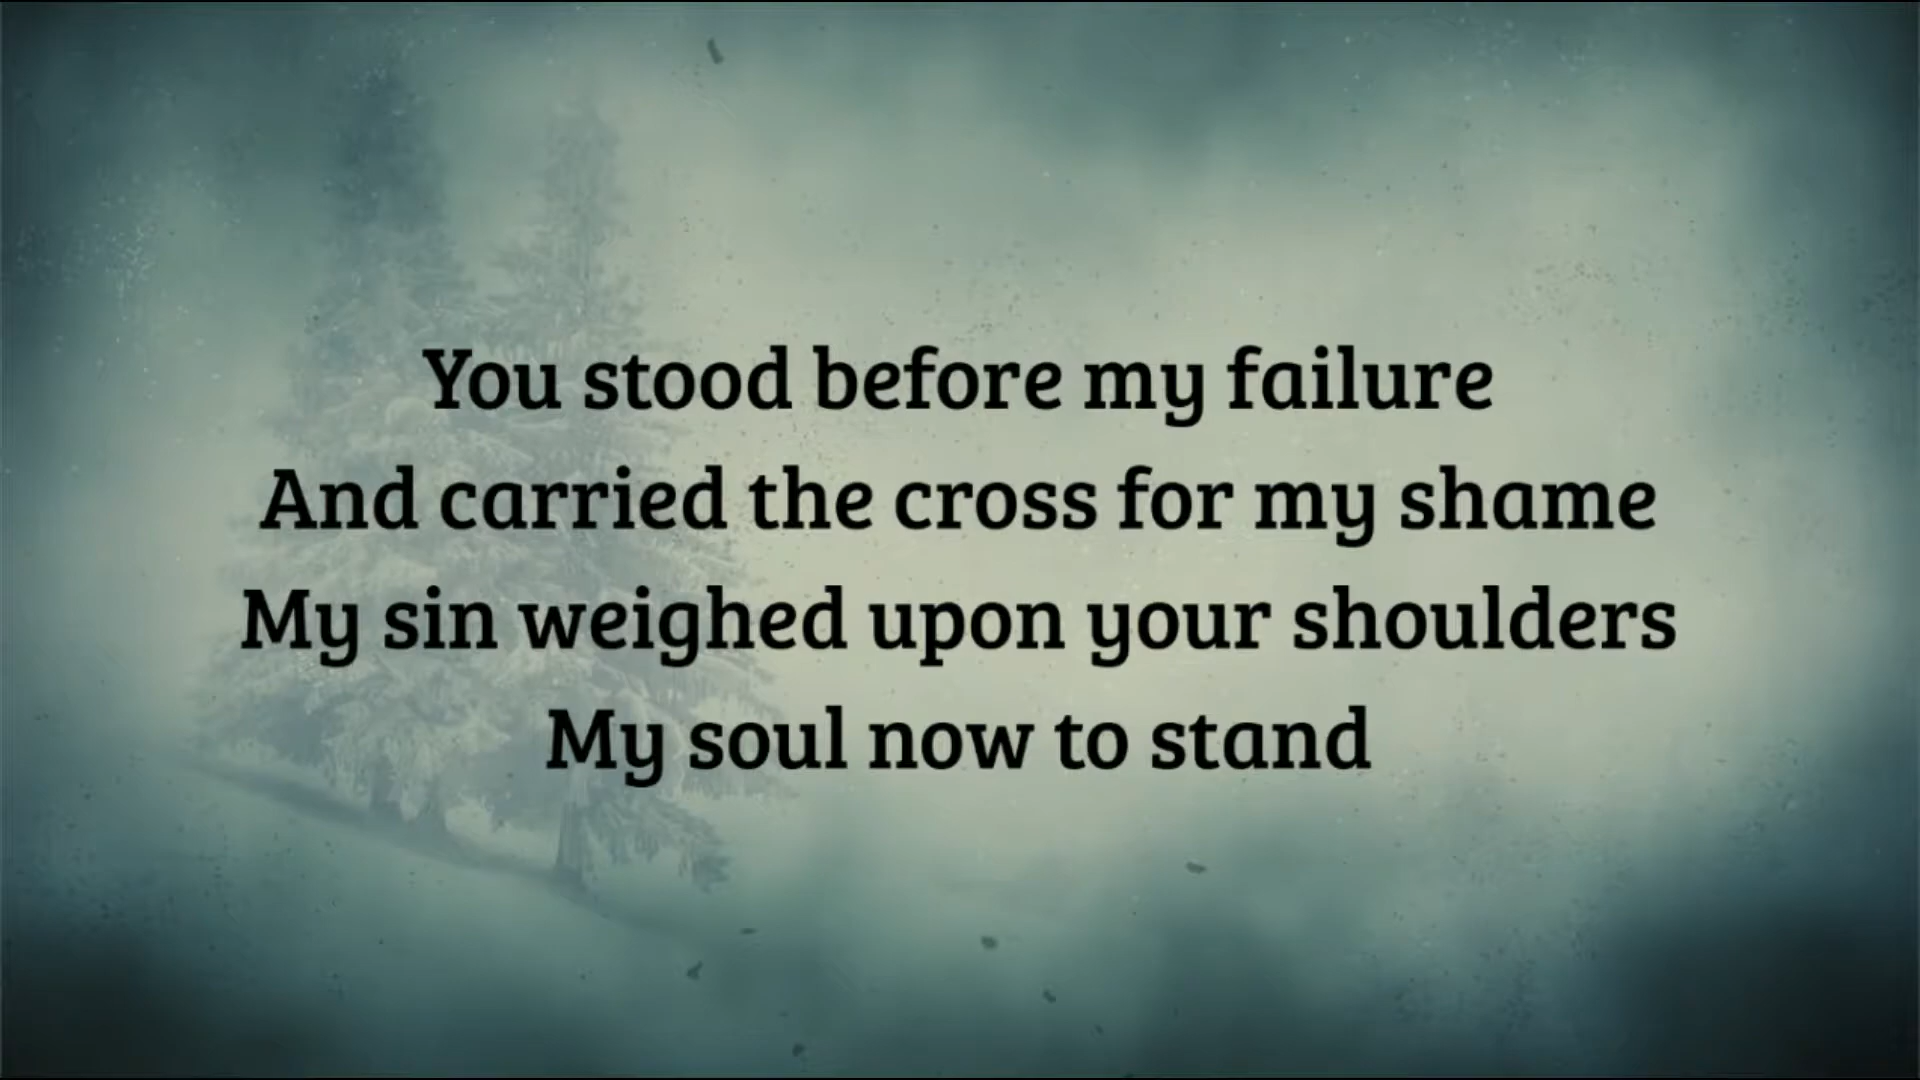 You stood before my failure
And carried the cross for my shame
My sin weighed upon your shoulders
My soul now to stand